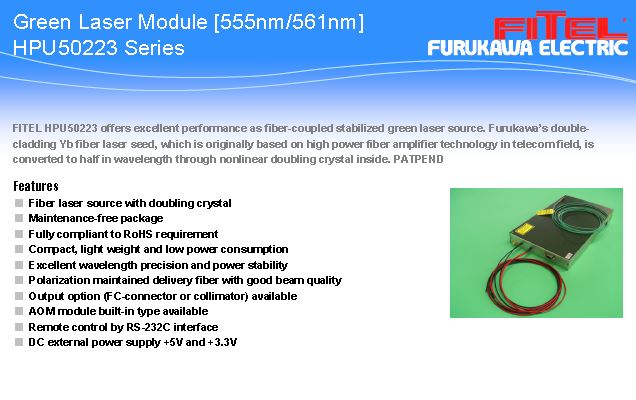 Green Laser Module [555nm/561nm]
HPU50223 Series
FITEL
FURUKAWA ELECTRIC
FITEL HPU50223 offers excellent performance as fiber-coupled stabilized green laser source. Furukawa's double-
cladding Yb fiber laser seed, which is originally based on high power fiber amplifier technology in telecom field, is
converted to half in wavelength through nonlinear doubling crystal inside. PATPEND
Features
Fiber laser source with doubling crystal
Maintenance-free package
Fully compliant to RoHS requirement
Compact, light weight and low power consumption
Excellent wavelength precision and power stability
Polarization maintained delivery fiber with good beam quality
Output option (FC-connector or collimator) available
AOM module built-in type available
Remote control by RS-232C interface
DC external power supply +5V and +3.3V